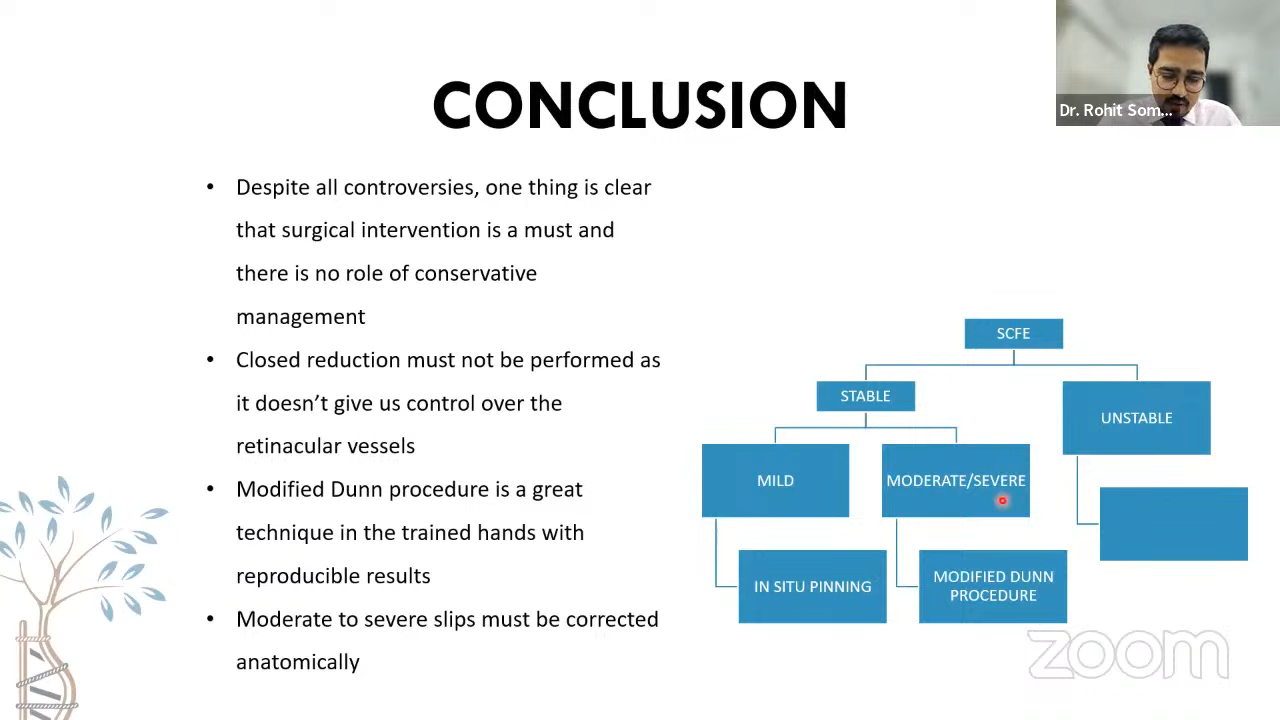 CONCLUSION
Dr. Rohit Som...
• Despite all controversies, one thing is clear
that surgical intervention is a must and
there is no role of conservative
management
• Closed reduction must not be performed as
it doesn’t give us control over the
retinacular vessels
• Modified Dunn procedure is a great
technique in the trained hands with
reproducible results
• Moderate to severe slips must be corrected
anatomically
SCFE
STABLE
UNSTABLE
MILD
MODERATE/SEVERE
IN SITU PINNING
MODIFIED DUNN
PROCEDURE
zoom